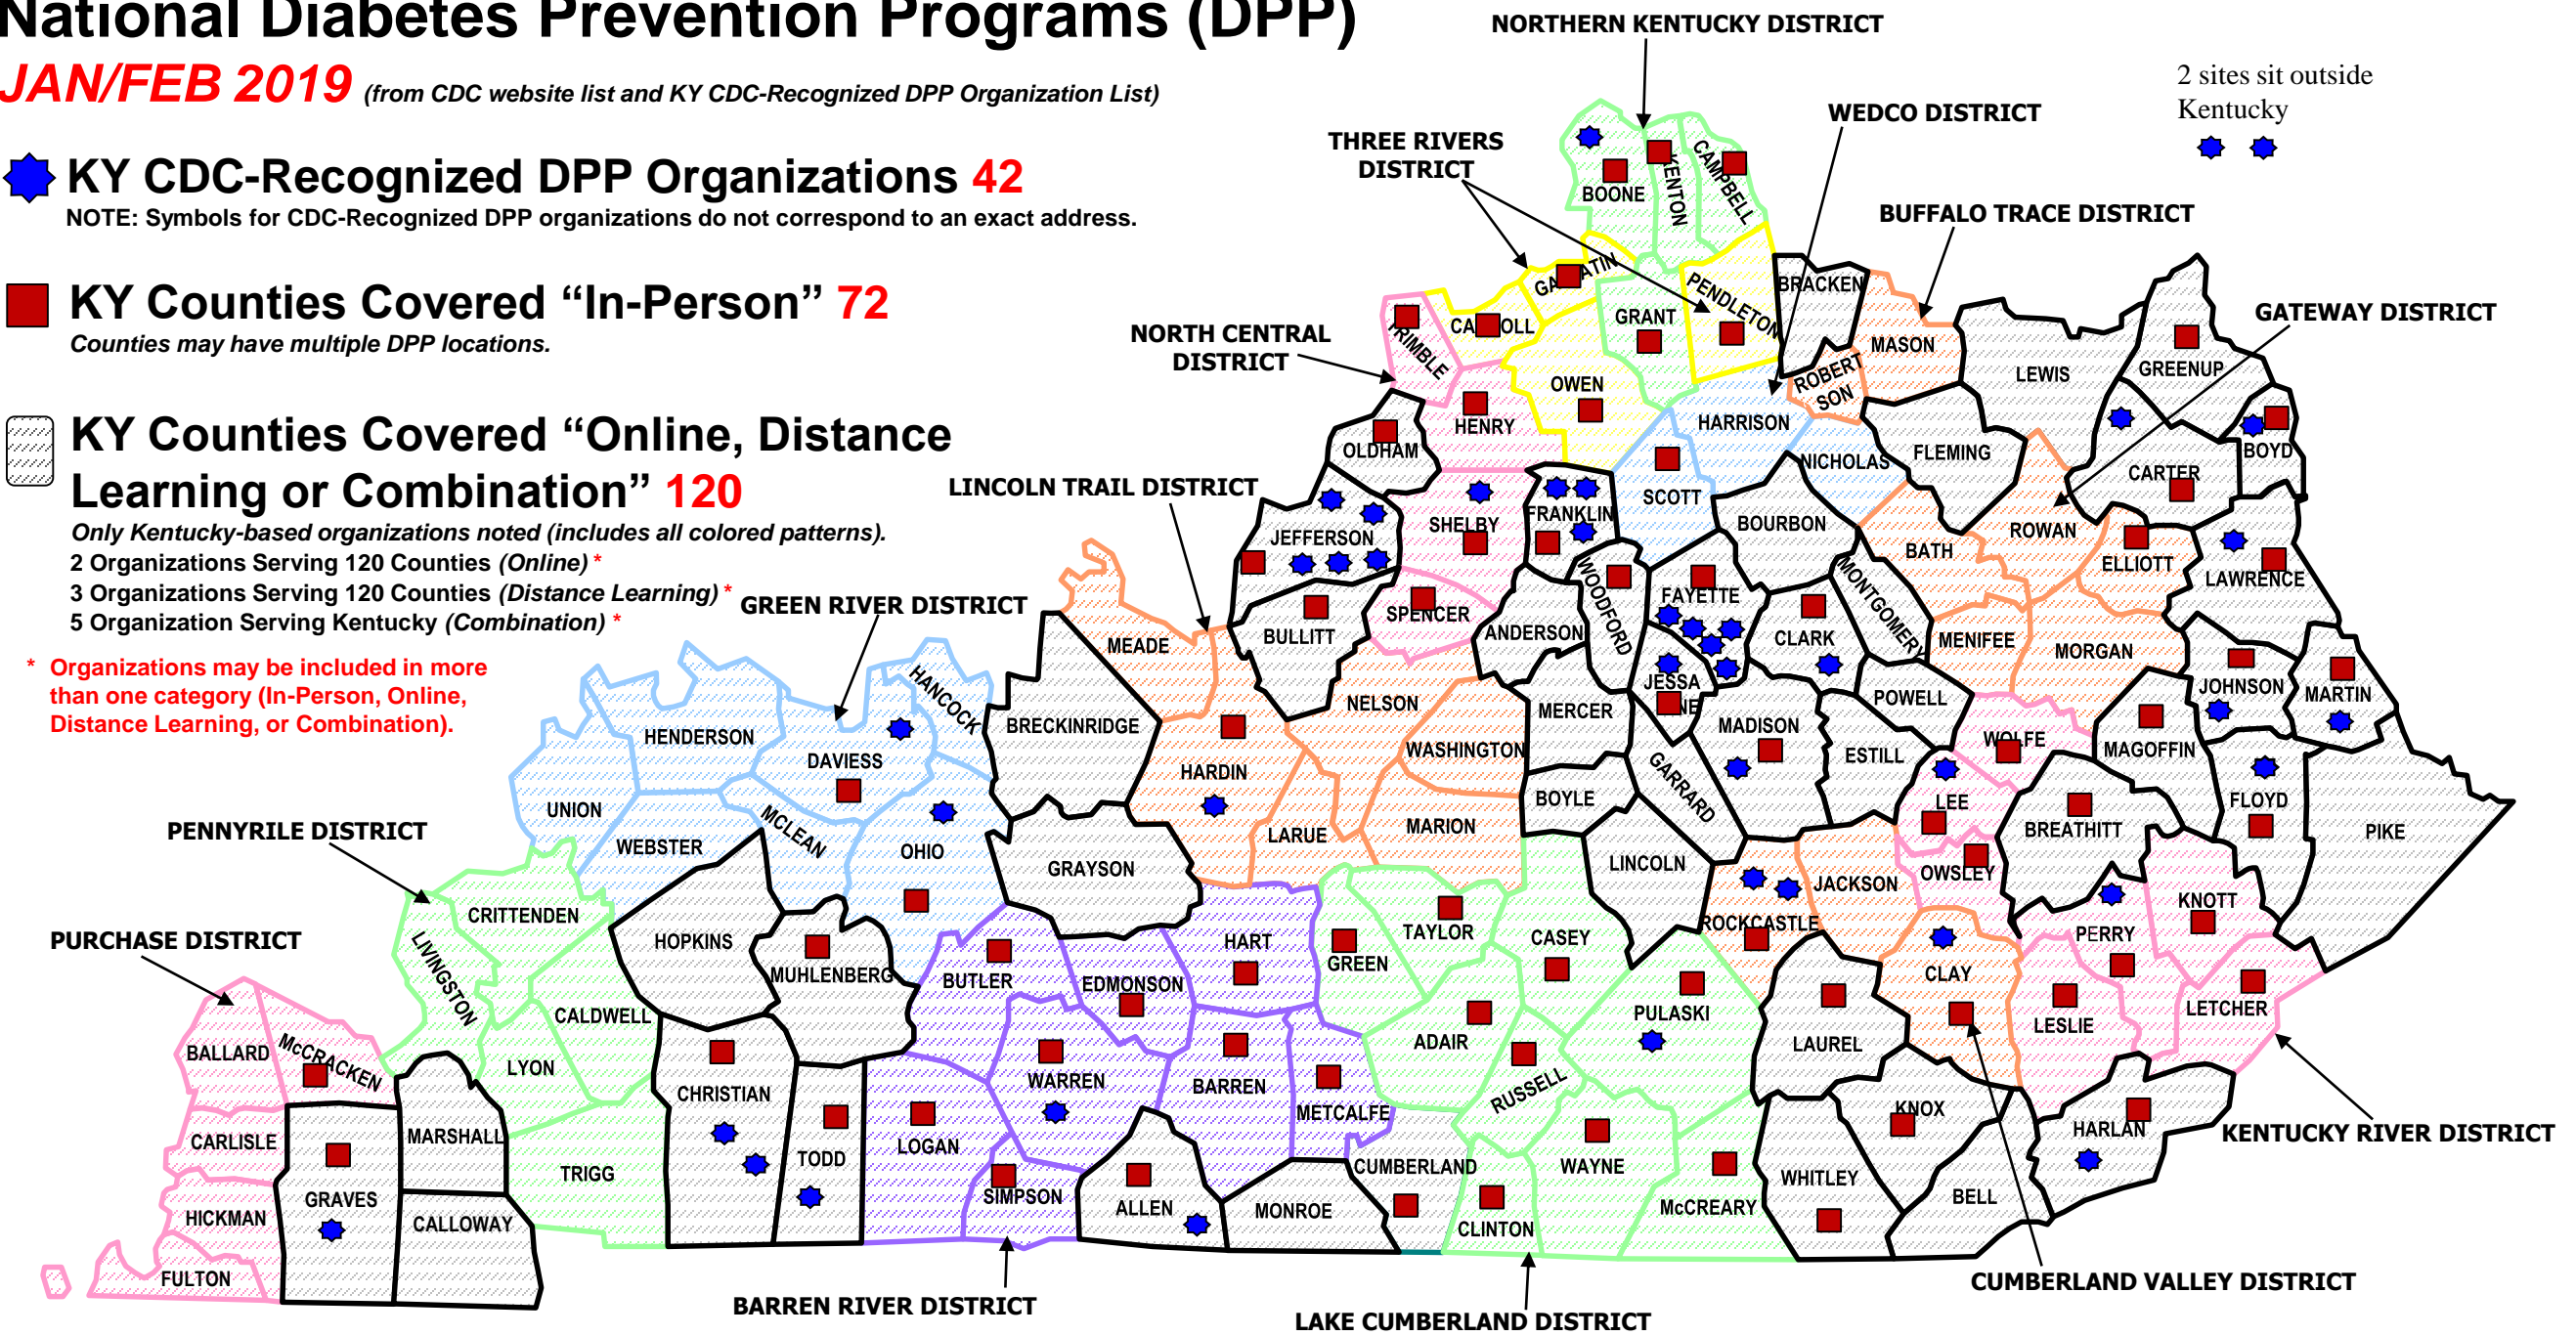 National Diabetes Prevention Programs (DPP)
JAN/FEB 2019 (from CDC website list and KY CDC-Recognized DPP Organization List)
KY CDC-Recognized DPP Organizations 42
NOTE: Symbols for CDC-Recognized DPP organizations do not correspond to an exact address.
KY Counties Covered “In-Person” 72
Counties may have multiple DPP locations.
KY Counties Covered “Online, Distance
Learning or Combination” 120
Only Kentucky-based organizations noted (includes all colored patterns).
2 Organizations Serving 120 Counties (Online) *
3 Organizations Serving 120 Counties (Distance Learning) *
5 Organization Serving Kentucky (Combination) *
* Organizations may be included in more
than one category (In-Person, Online,
Distance Learning, or Combination).
2 sites sit outside
Kentucky
NORTHERN KENTUCKY DISTRICT
WEDCO DISTRICT
THREE RIVERS
DISTRICT
BUFFALO TRACE DISTRICT
GATEWAY DISTRICT
NORTH CENTRAL
DISTRICT
LINCOLN TRAIL DISTRICT
GREEN RIVER DISTRICT
PENNYRILE DISTRICT
PURCHASE DISTRICT
BARREN RIVER DISTRICT
LAKE CUMBERLAND DISTRICT
CUMBERLAND VALLEY DISTRICT
KENTUCKY RIVER DISTRICT
BOONE
KENTON
CAMPBELL
GRANT
PENDLETON
BRACKEN
MASON
ROBERT
SON
LEWIS
GREENUP
TRIMBLE
OWEN
HENRY
OLDHAM
HARRISON
NICHOLAS
FLEMING
CARTER
BOYD
SCOTT
BOURBON
SHELBY
FRANKLIN
JEFFERSON
ROWAN
BATH
ELLIOTT
LAWRENCE
SPENCER
BULLITT
ANDERSON
WOODFORD
FAYETTE
CLARK
MONTGOMERY
MENIFEE
MORGAN
JOHNSON
MARTIN
MEADE
HANCOCK
BRECKINRIDGE
NELSON
MERCER
JESSA
NE
MADISON
POWELL
ESTILL
WOLFE
MAGOFFIN
HENDERSON
DAVIESS
HARDIN
WASHINGTON
GARRARD
BOYLE
LEE
BREATHITT
FLOYD
PIKE
UNION
WEBSTER
MCLEAN
OHIO
GRAYSON
LARUE
MARION
LINCOLN
ROCKCASTLE
JACKSON
OWSLEY
KNOTT
PERRY
CRITTENDEN
LIVINGSTON
HOPKINS
MUHLENBERG
BUTLER
EDMONSON
HART
GREEN
TAYLOR
CASEY
PULASKI
LAUREL
CLAY
LESLIE
LETCHER
BALLARD
McCRACKEN
LYON
CALDWELL
CHRISTIAN
TODD
LOGAN
WARREN
BARREN
METCALFE
ADAIR
RUSSELL
KNOX
HARLAN
CARLISLE
HICKMAN
FULTON
GRAVES
MARSHALL
CALLOWAY
TRIGG
SIMPSON
ALLEN
MONROE
CUMBERLAND
CLINTON
WAYNE
McCREARY
WHITLEY
BELL